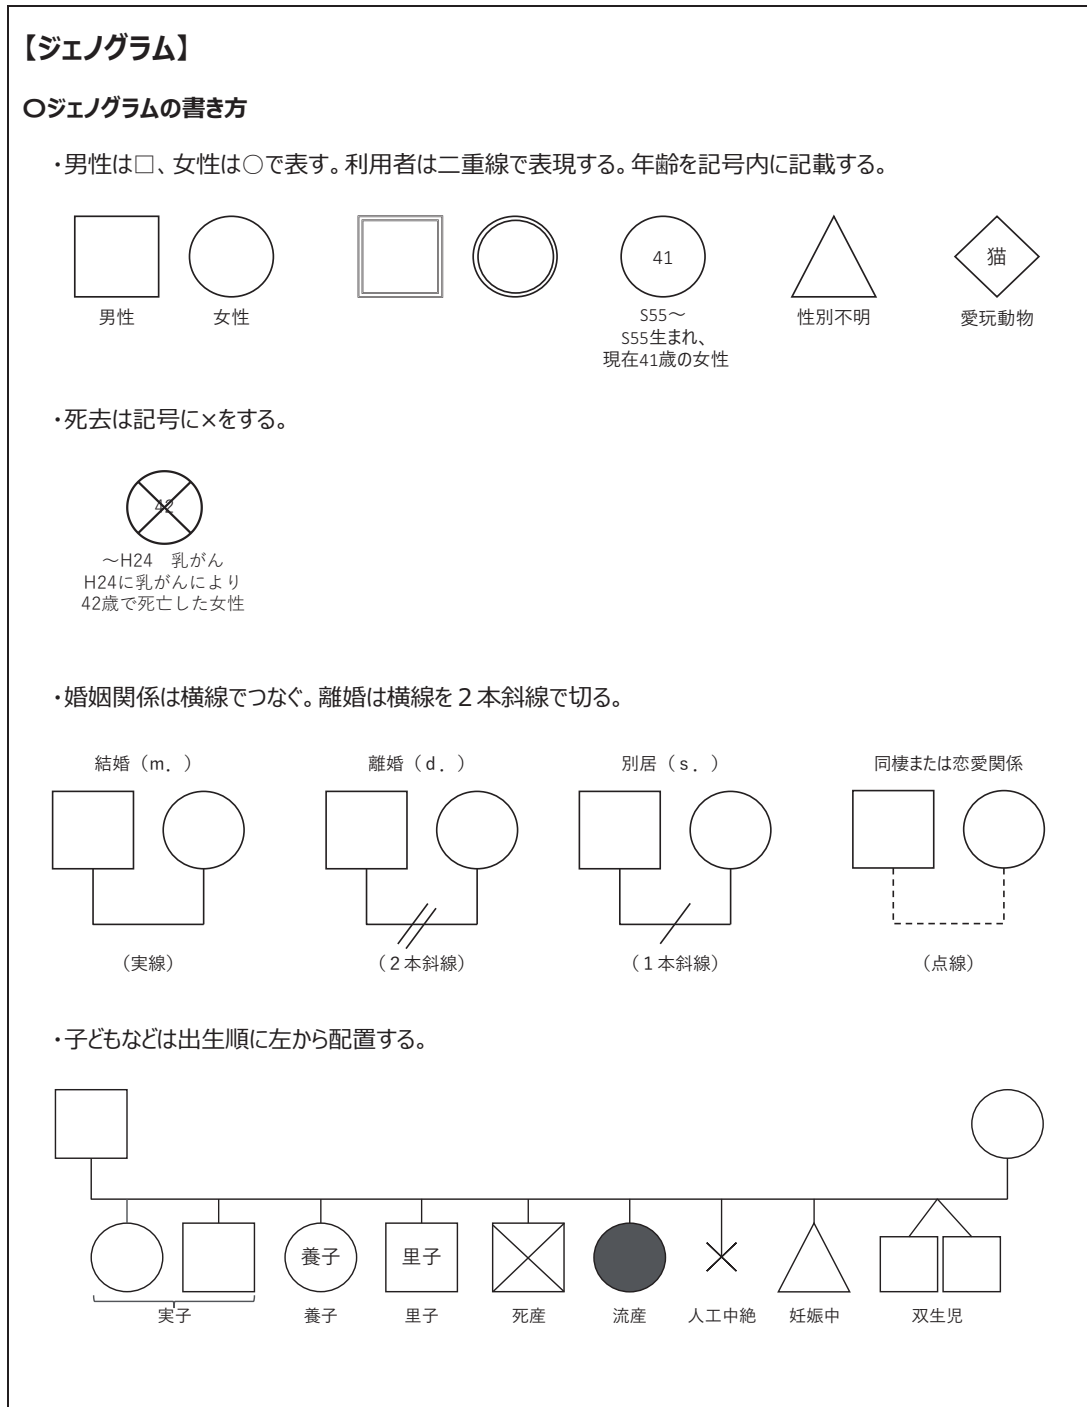 【ジェノグラム】
〇ジェノグラムの書き方
・男性は□、女性は○で表す。利用者は二重線で表現する。年齢を記号内に記載する。
41
猫
男性
女性
S55～
S55生まれ、
現在41歳の女性
性別不明
愛玩動物
・死去は記号に×をする。
42
～H24　乳がん
H24に乳がんにより
42歳で死亡した女性
・婚姻関係は横線でつなぐ。離婚は横線を２本斜線で切る。
結婚（m．）
離婚（d．）
別居（s．）
同棲または恋愛関係
（実線）
（２本斜線）
（１本斜線）
（点線）
・子どもなどは出生順に左から配置する。
養子
里子
実子
養子
里子
死産
流産
人工中絶
妊娠中
双生児